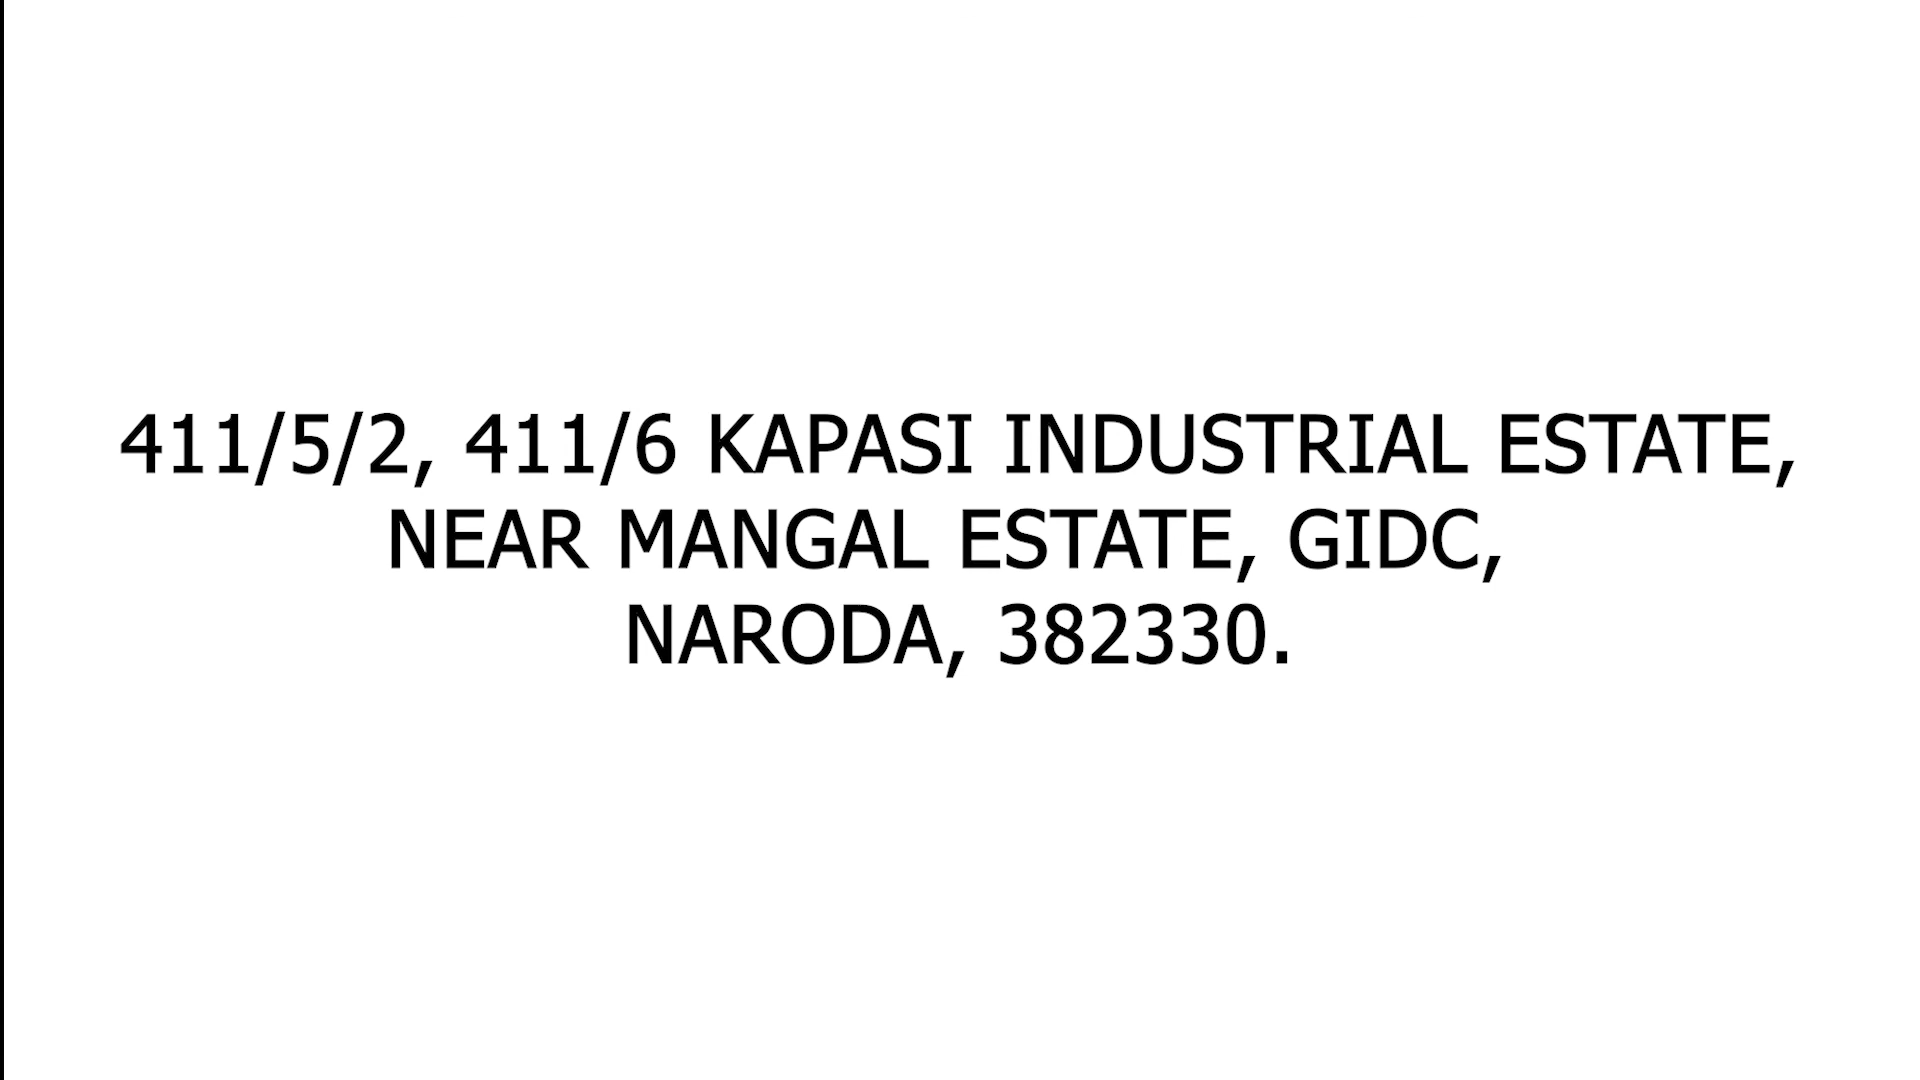 411/5/2, 411/6 KAPASI INDUSTRIAL ESTATE,
NEAR MANGAL ESTATE, GIDC,
NARODA, 382330.